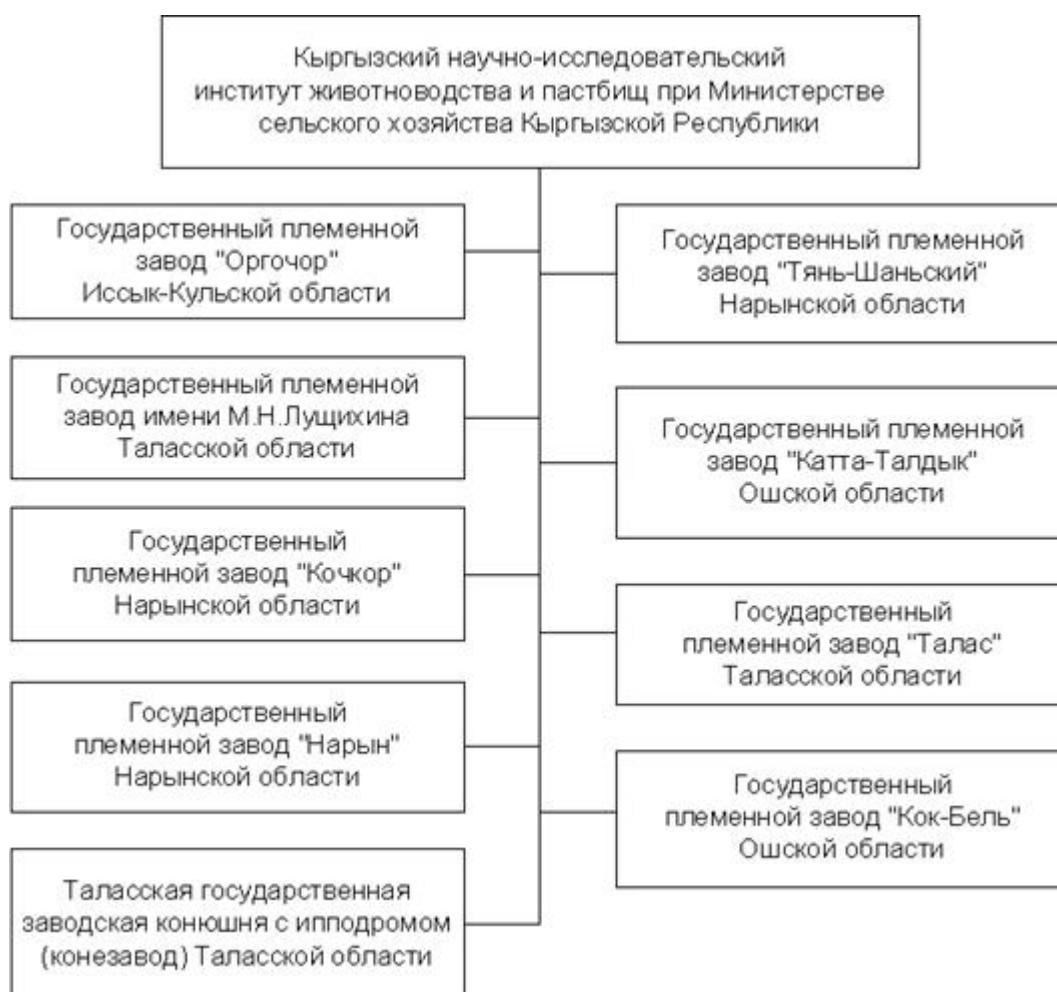 Кыргызский научно-исследовательский
институт животноводства и пастбищ при Министерстве
сельского хозяйства Кыргызской Республики
Государственный племенной
завод "Оргочор"
Иссык-Кульской области
Государственный племенной
завод "Тянь-Шаньский"
Нарынской области
Государственный племенной
завод имени М.Н.Лущихина
Таласской области
Государственный племенной
завод "Катта-Талдык"
Ошской области
Государственный
племенной завод "Кочкор"
Нарынской области
Государственный
племенной завод "Талас"
Таласской области
Государственный
племенной завод "Нарын"
Нарынской области
Государственный
племенной завод "Кок-Бель"
Ошской области
Таласская государственная
заводская конюшня с ипподромом
(конезавод) Таласской области